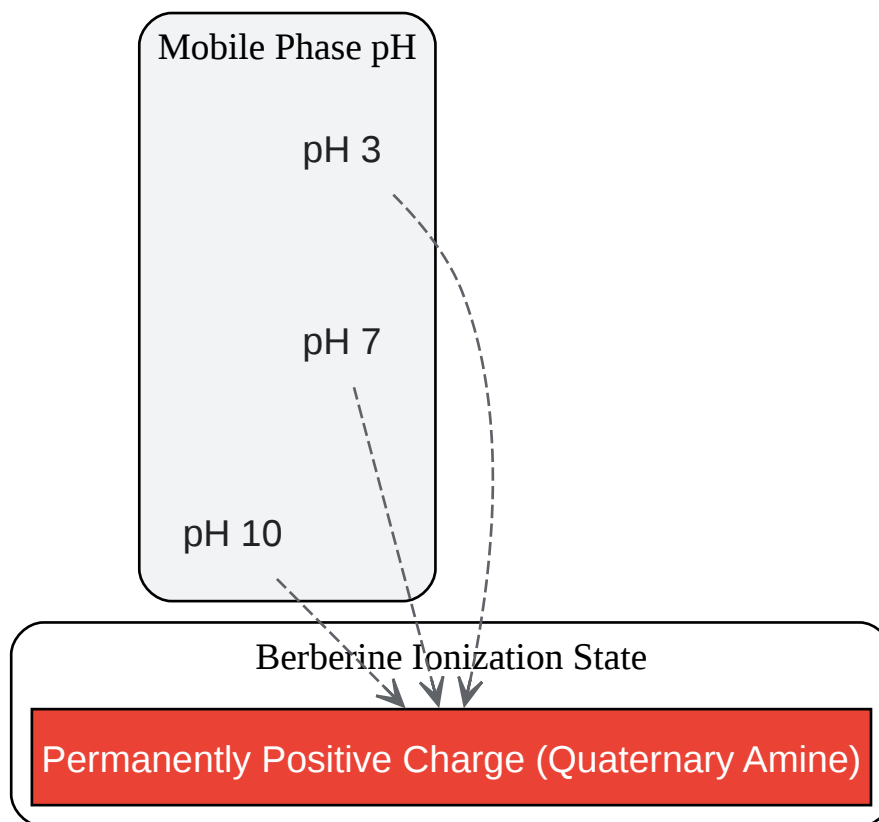 Mobile Phase pH
pH 3
pH 7
pH 10
Berberine Ionization State
Permanently Positive Charge (Quaternary Amine)